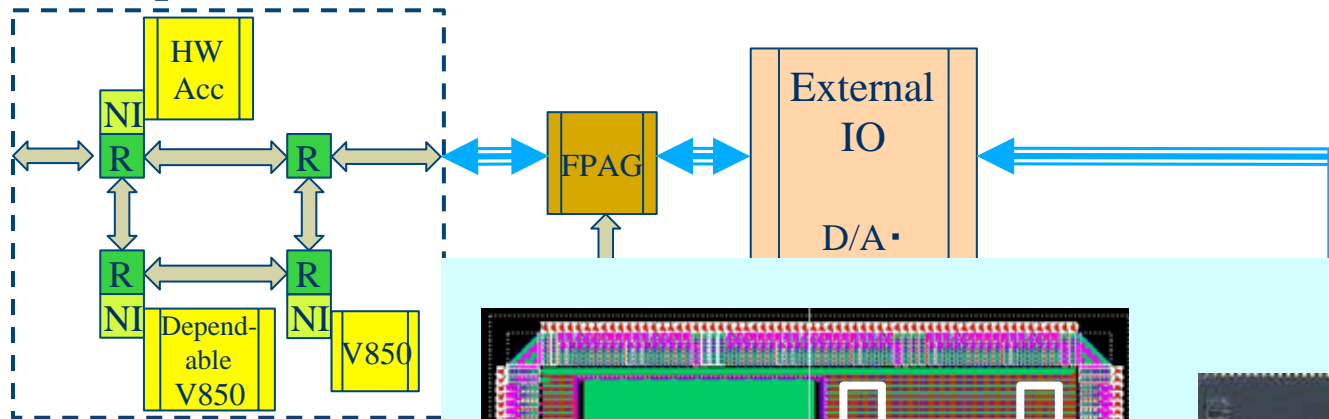 HW
Acc
NI
R
R
FPAG
External
IO
D/A・
R
R
NI
NI
Depend-
able
V850
V850